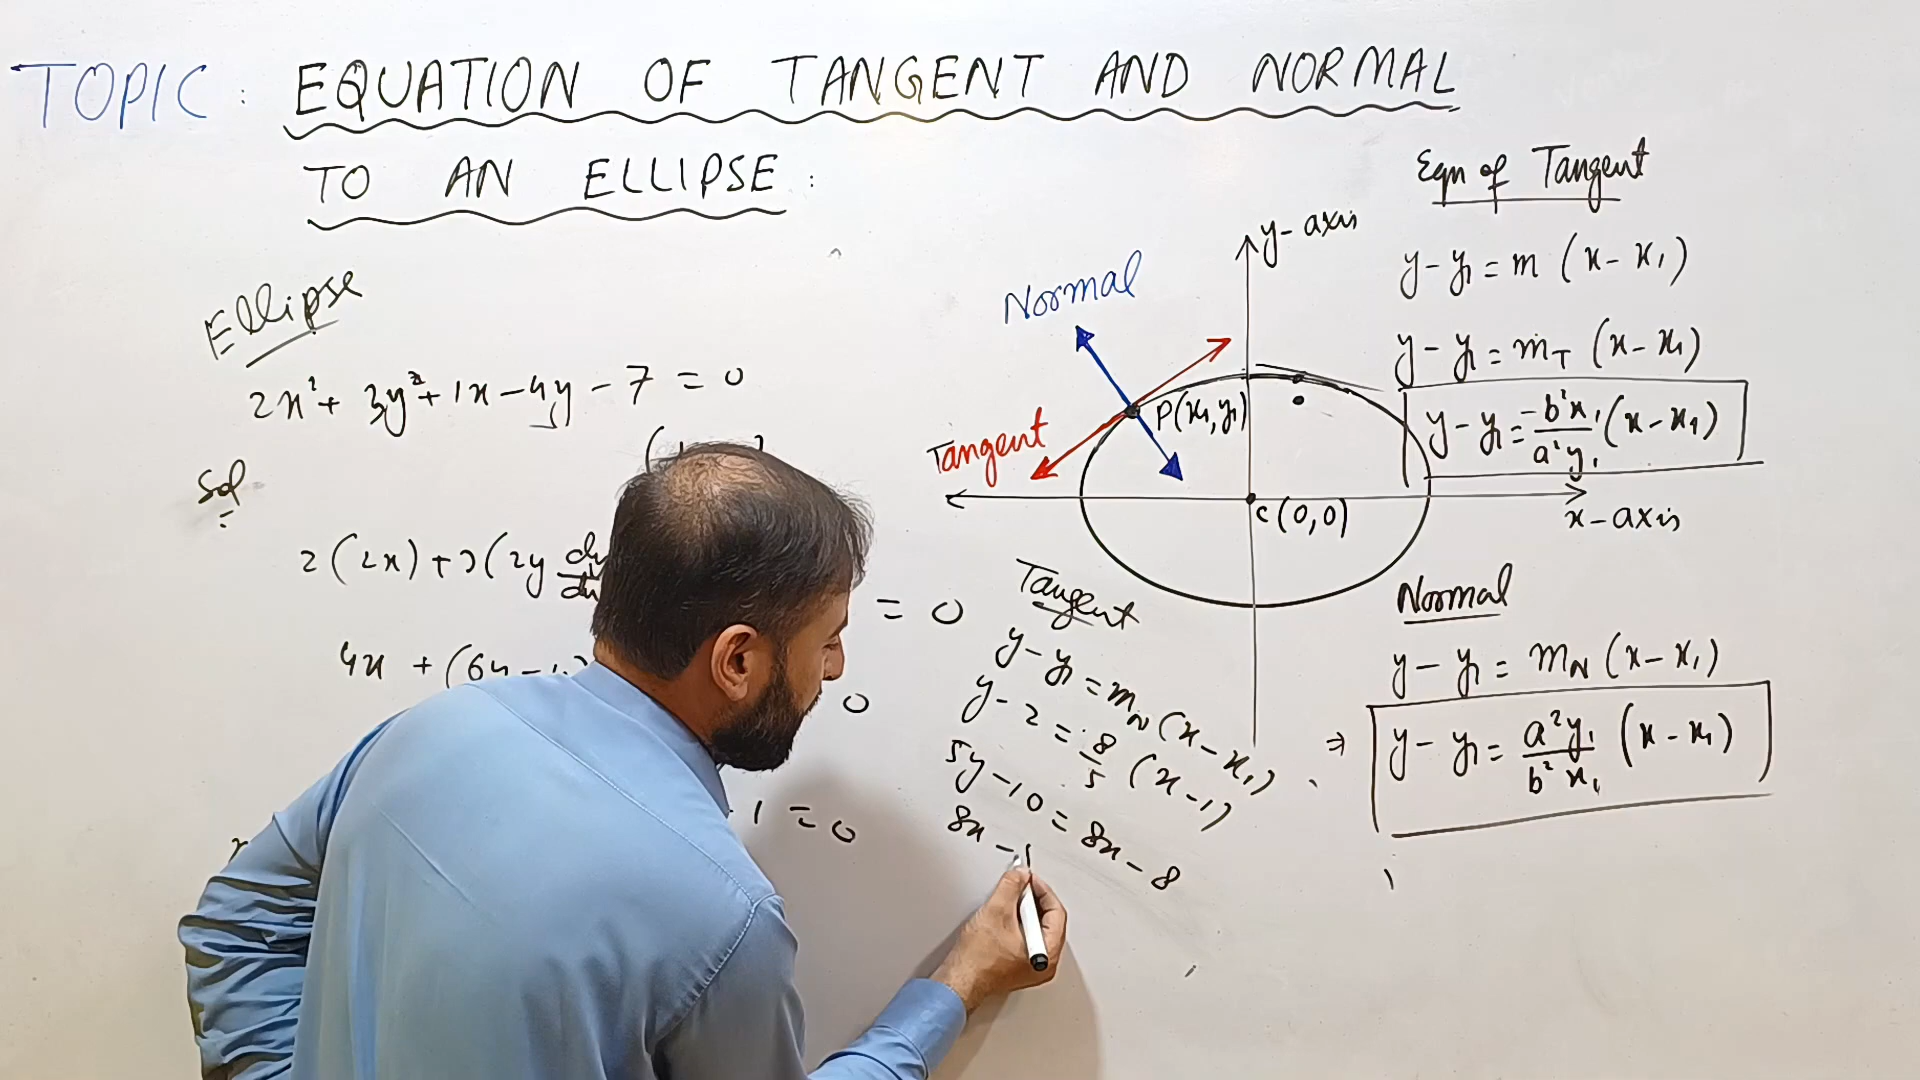 TOPIC: EQUATION OF TANGENT AND NORMAL
TO AN ELLIPSE:
Ellipse
2x² + 3y² + 1x - 4y - 7 = 0
Sol
2(2x) + 3(2y dy
= 0
4x + (6y -
0
1 = 0
Normal
Tangent
y-axis
P(x₁, y₁)
C(0,0)
x-axis
Tangent
y - y₁ = m_N (x - x₁)
y - 2 = 8/5 (x - 1)
5y - 10 = 8x - 8
8x -
Eqn of Tangent
y - y₁ = m (x - x₁)
y - y₁ = m_T (x - x₁)
y - y₁ = -b²x₁/a²y₁ (x - x₁)
Normal
y - y₁ = m_N (x - x₁)
⇒ y - y₁ = a²y₁/b²x₁ (x - x₁)